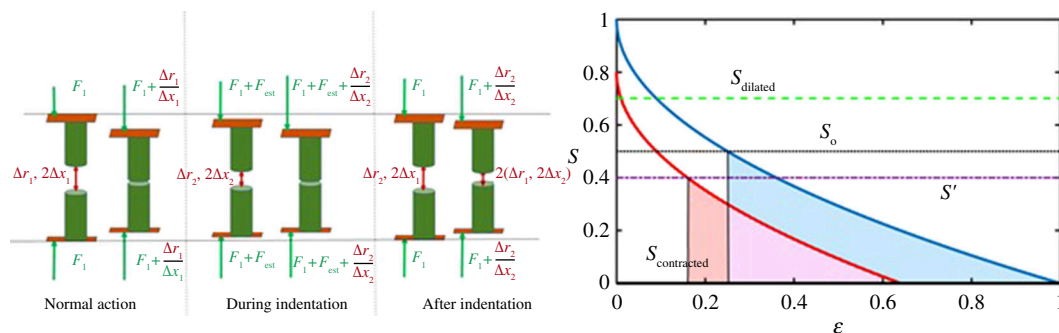 F₁
F₁+Δr₁/Δx₁
F₁+Fest
F₁+Fest+Δr₂/Δx₂
F₁
F₁+Δr₂/Δx₂
Δr₁, 2Δx₁
Δr₂, 2Δx₂
Δr₂, 2Δx₁
2(Δr₁, 2Δx₂)
F₁
F₁+Δr₁/Δx₁
F₁+Fest
F₁+Fest+Δr₂/Δx₂
F₁
F₁+Δr₂/Δx₂
Normal action
During indentation
After indentation
1
0.8
0.6
0.4
0.2
0
S
Sdilated
So
S'
Scontracted
0
0.2
0.4
0.6
0.8
1
ε